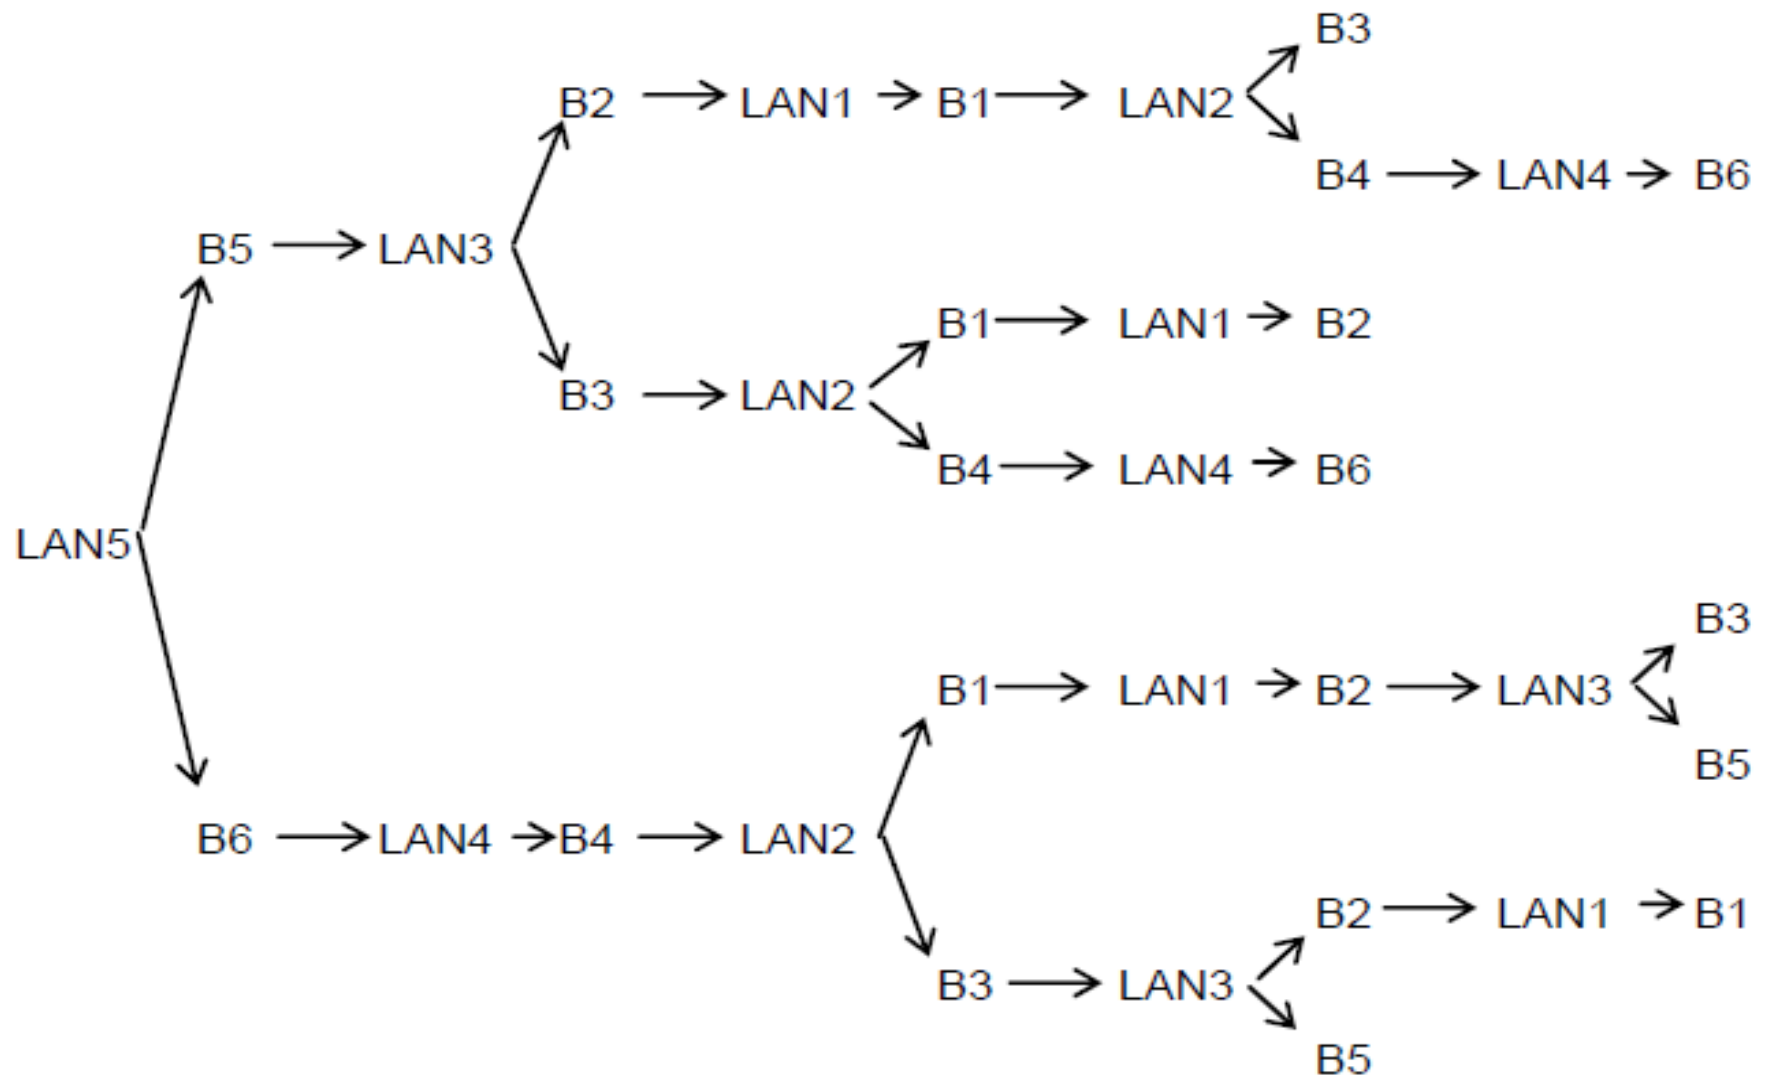 B3
B2 LAN1 B1 LAN2
B4 LAN4 B6
B5 LAN3
B1 LAN1 B2
B3 LAN2
B4 LAN4 B6
LAN5
B3
B1 LAN1 B2 LAN3
B5
B6 LAN4 B4 LAN2
B2 LAN1 B1
B3 LAN3
B5